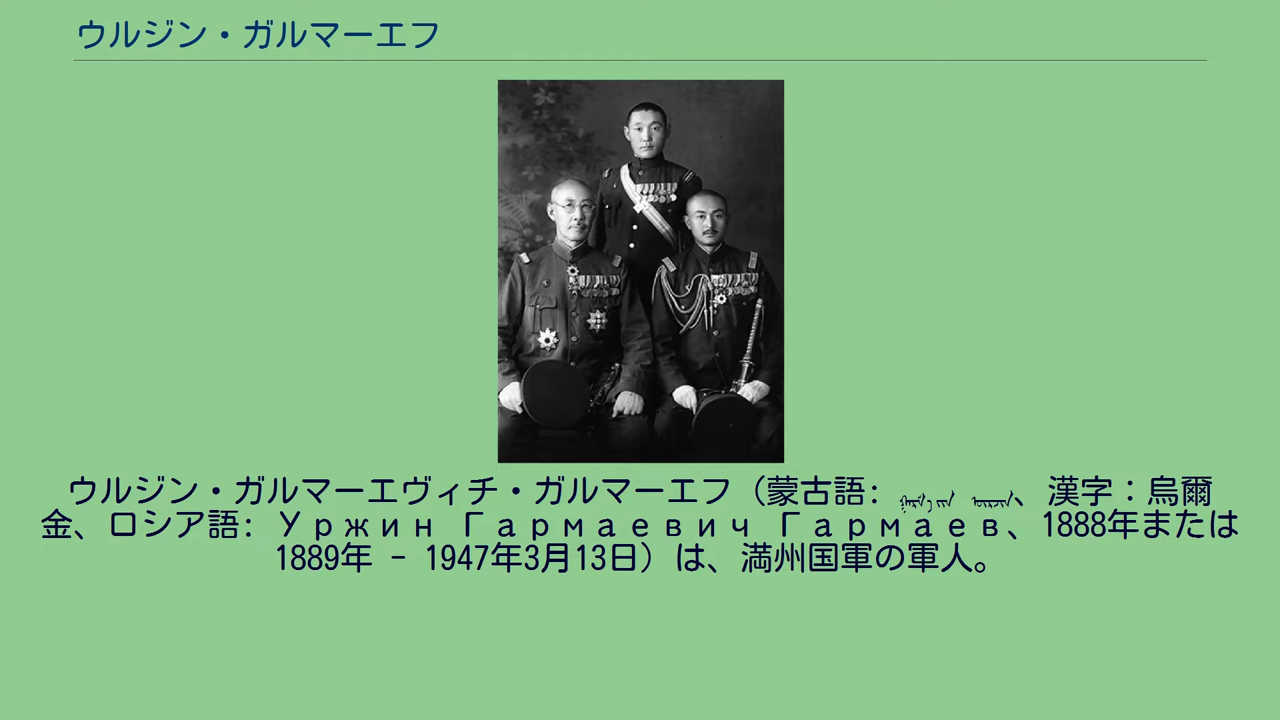 ウルジン・ガルマーエフ
ウルジン・ガルマーエヴィチ・ガルマーエフ（蒙古語: 、漢字：烏爾
金、ロシア語: Уржин Гармаевич Гармаев、1888年または
1889年 - 1947年3月13日）は、満州国軍の軍人。